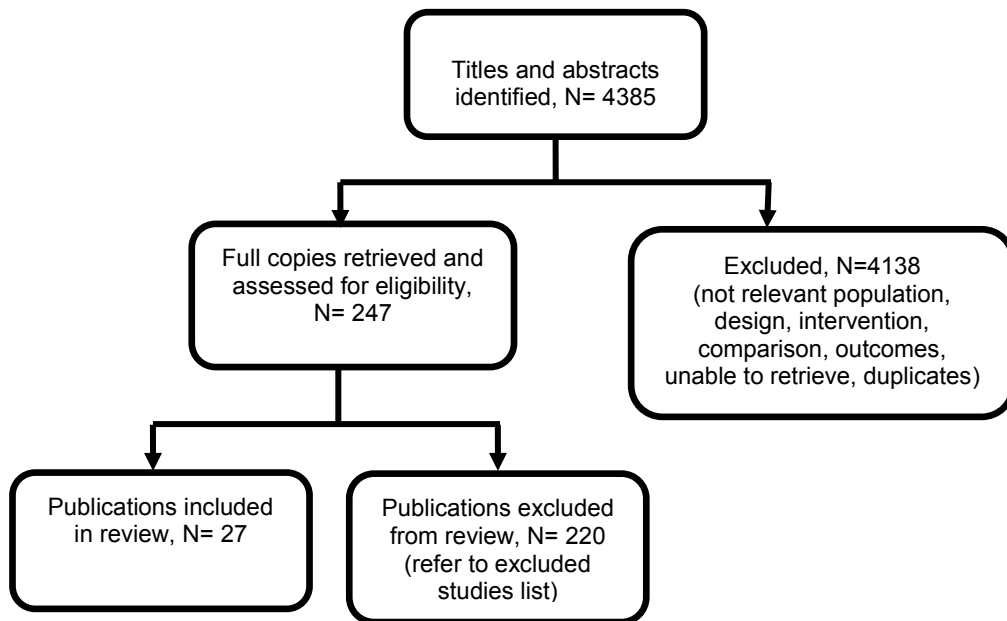 Titles and abstracts
identified, N= 4385
Full copies retrieved and
assessed for eligibility,
N= 247
Excluded, N=4138
(not relevant population,
design, intervention,
comparison, outcomes,
unable to retrieve, duplicates)
Publications included
in review, N= 27
Publications excluded
from review, N= 220
(refer to excluded
studies list)